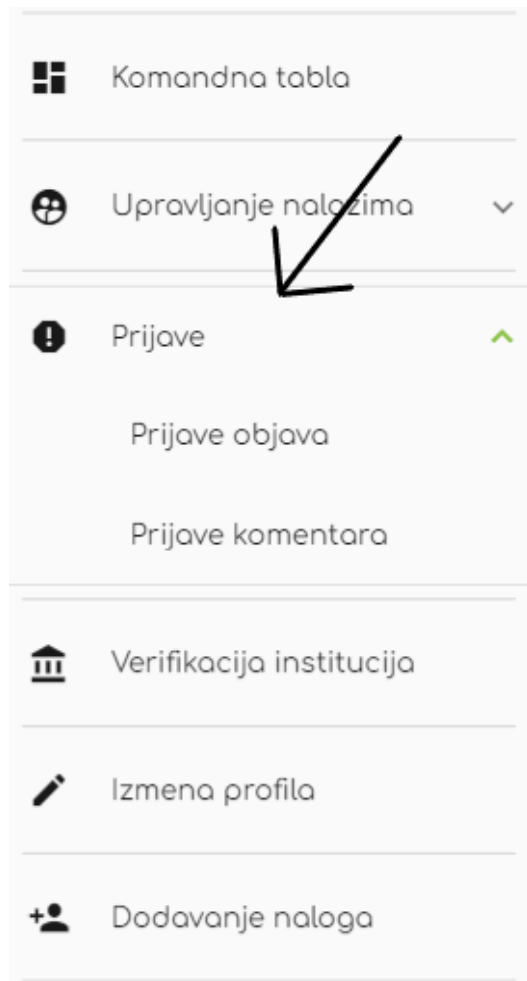 Komandna tabla
Upravljanje nalozima
Prijave
Prijave objava
Prijave komentara
Verifikacija institucija
Izmena profila
Dodavanje naloga